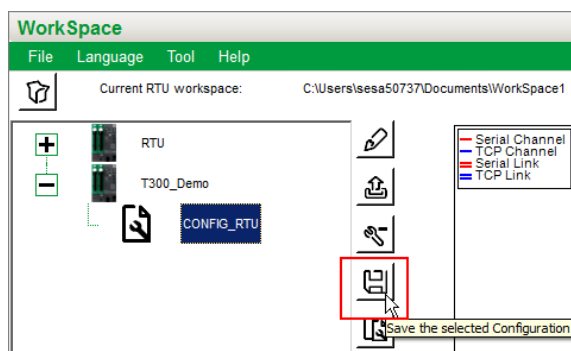 WorkSpace
File Language Tool Help
Current RTU workspace: C:\Users\sesa50737\Documents\WorkSpace1
RTU
T300_Demo
CONFIG_RTU
Serial Channel
TCP Channel
Serial Link
TCP Link
Save the selected Configuration